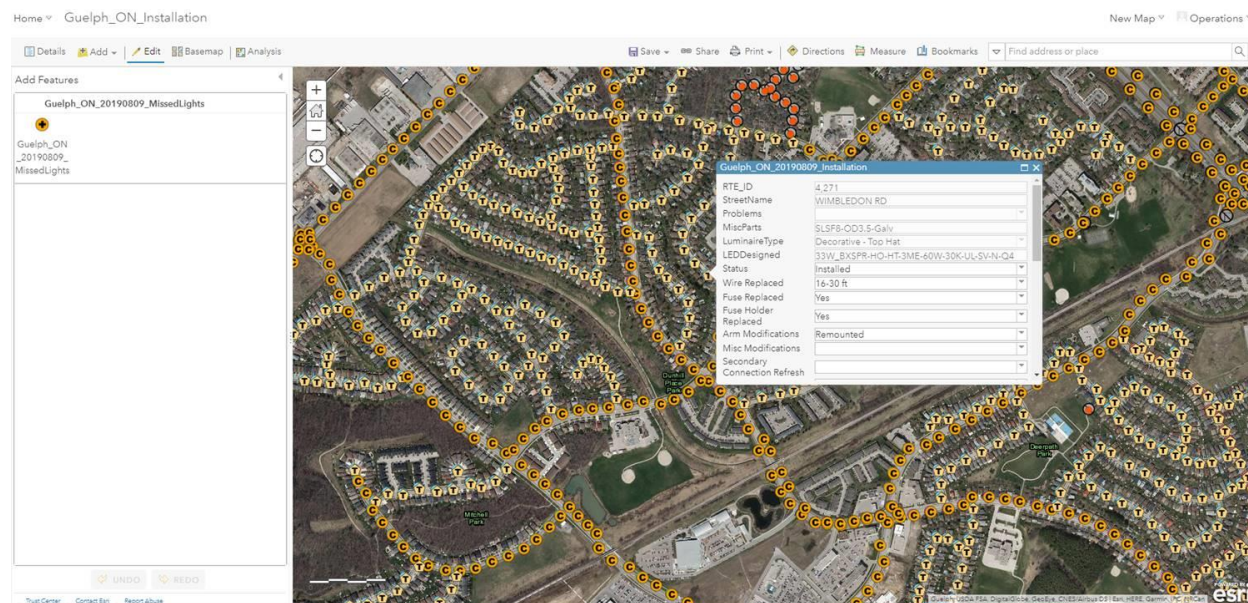 Home Guelph_ON_Installation
New Map Operations
Details Add Edit Basemap Analysis
Save Share Print Directions Measure Bookmarks Find address or place
Add Features
Guelph_ON_20190809_MissedLights
Guelph_ON
_20190809_
MissedLights
UNDO REDO
Trust Center Contact Esri Report Abuse
Guelph_ON_20190809_Installation
RTE_ID 4,271
StreetName WIMBLEDON RD
Problems
MiscParts SLSF8-OD3.5-Galv
LuminaireType Decorative - Top Hat
LEDDesigned 33W_BXSPR-HO-HT-3ME-60W-30K-UL-SV-N-Q4
Status Installed
Wire Replaced 16-30 ft
Fuse Replaced Yes
Fuse Holder
Replaced Yes
Arm Modifications Remounted
Misc Modifications
Secondary
Connection Refresh
Place
Park
Deerpath
Park
Mitchell
Park
POWERED BY
esri